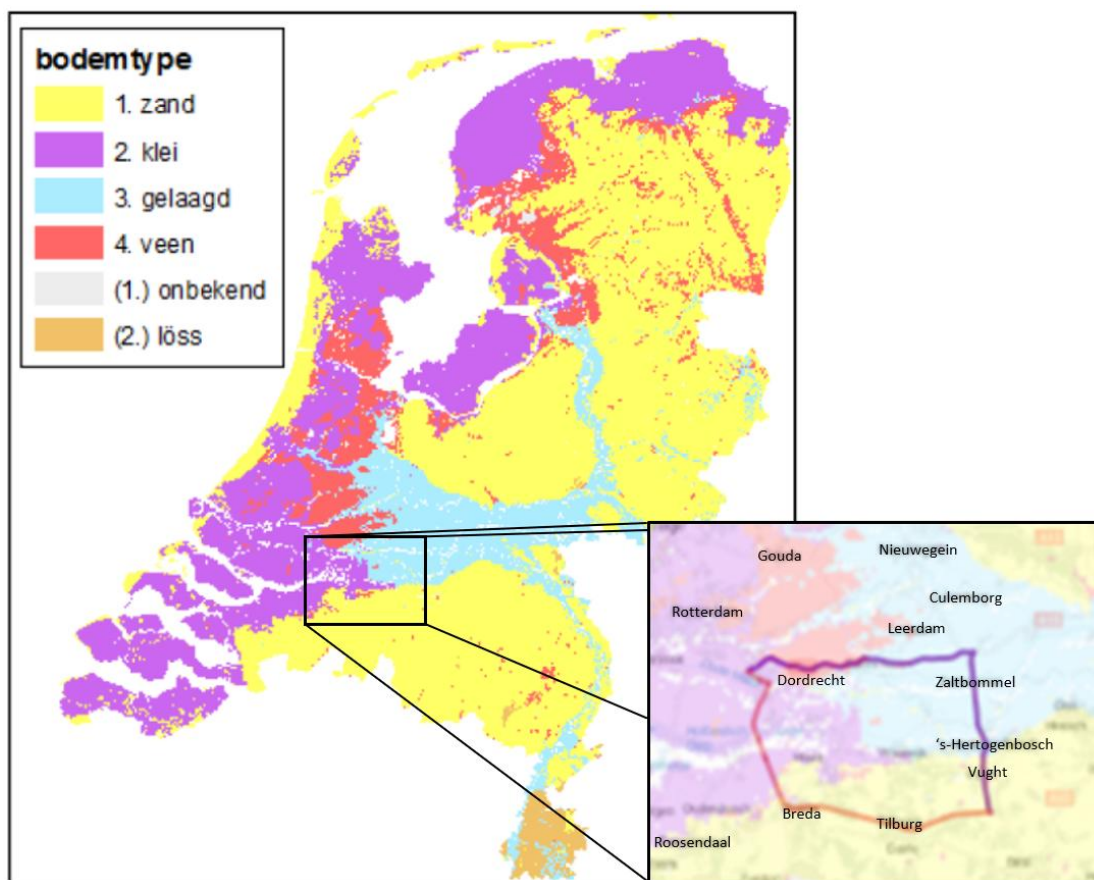 bodemtype
1. zand
2. klei
3. gelaagd
4. veen
(1.) onbekend
(2.) löss
Gouda
Nieuwegein
Culemborg
Rotterdam
Leerdam
Dordrecht
Zaltbommel
's-Hertogenbosch
Vught
Breda
Tilburg
Roosendaal